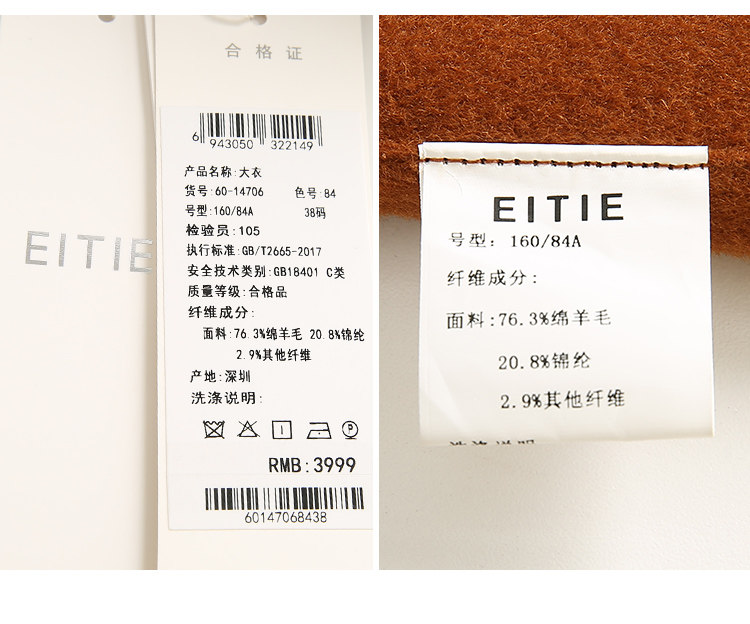 EITIE
合格证
6 943050 322149
产品名称:大衣
货号:60-14706 色号:84
号型:160/84A 38码
检验员:105
执行标准:GB/T2665-2017
安全技术类别:GB18401 C类
质量等级:合格品
纤维成分:
面料:76.3%绵羊毛 20.8%锦纶
2.9%其他纤维
产地:深圳
洗涤说明:
RMB:3999
60147068438
EITIE
号型: 160/84A
纤维成分:
面料:76.3%绵羊毛
20.8%锦纶
2.9%其他纤维